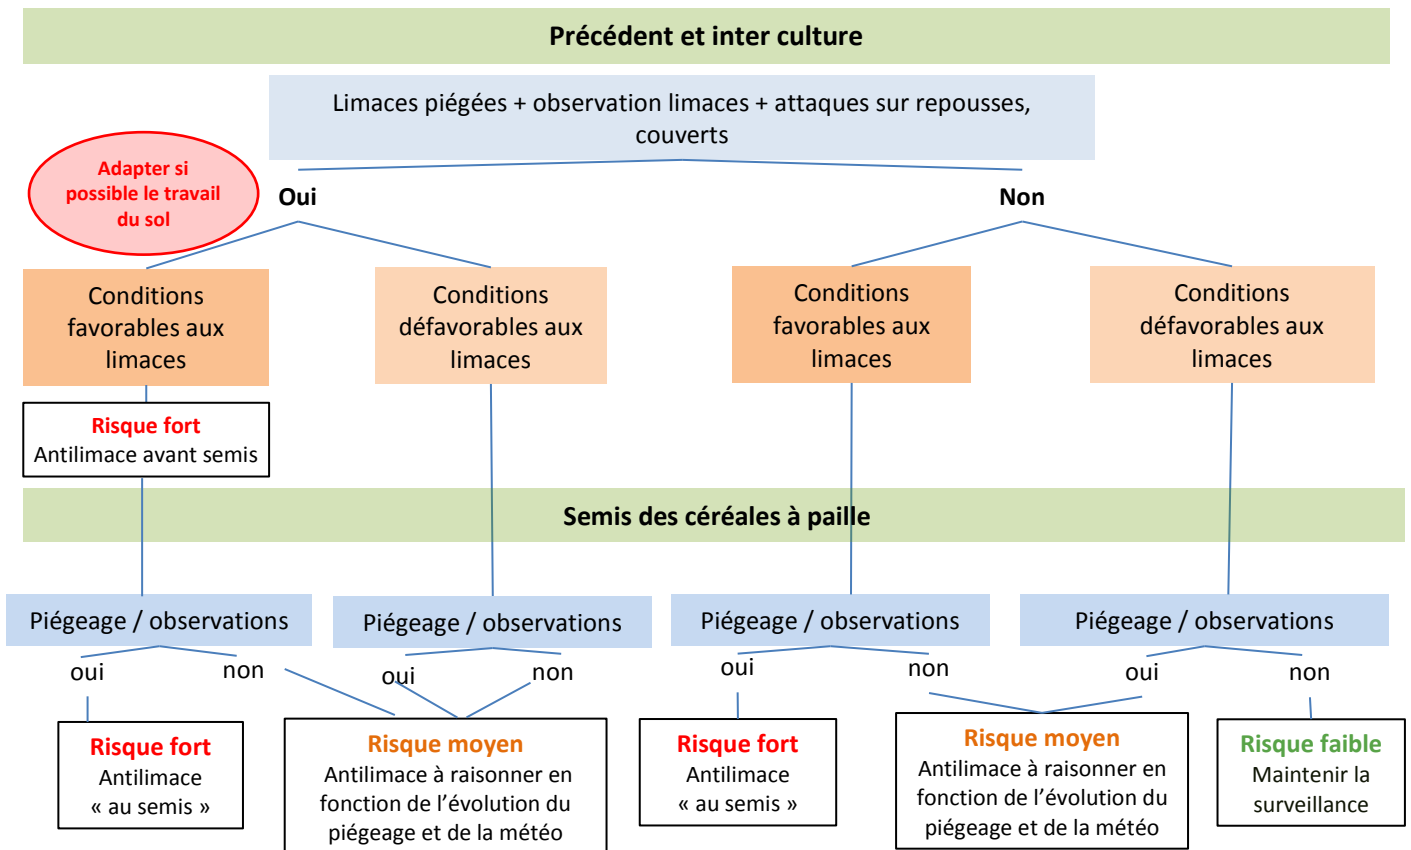 Précédent et inter culture
Limaces piégées + observation limaces + attaques sur repousses,
couverts
Adapter si
possible le travail
du sol
Oui
Non
Conditions
favorables aux
limaces
Conditions
défavorables aux
limaces
Conditions
favorables aux
limaces
Conditions
défavorables aux
limaces
Risque fort
Antilimace avant semis
Semis des céréales à paille
Piégeage / observations
Piégeage / observations
Piégeage / observations
Piégeage / observations
oui
non
oui
non
oui
non
oui
non
Risque fort
Antilimace
« au semis »
Risque moyen
Antilimace à raisonner en
fonction de l'évolution du
piégeage et de la météo
Risque fort
Antilimace
« au semis »
Risque moyen
Antilimace à raisonner en
fonction de l'évolution du
piégeage et de la météo
Risque faible
Maintenir la
surveillance